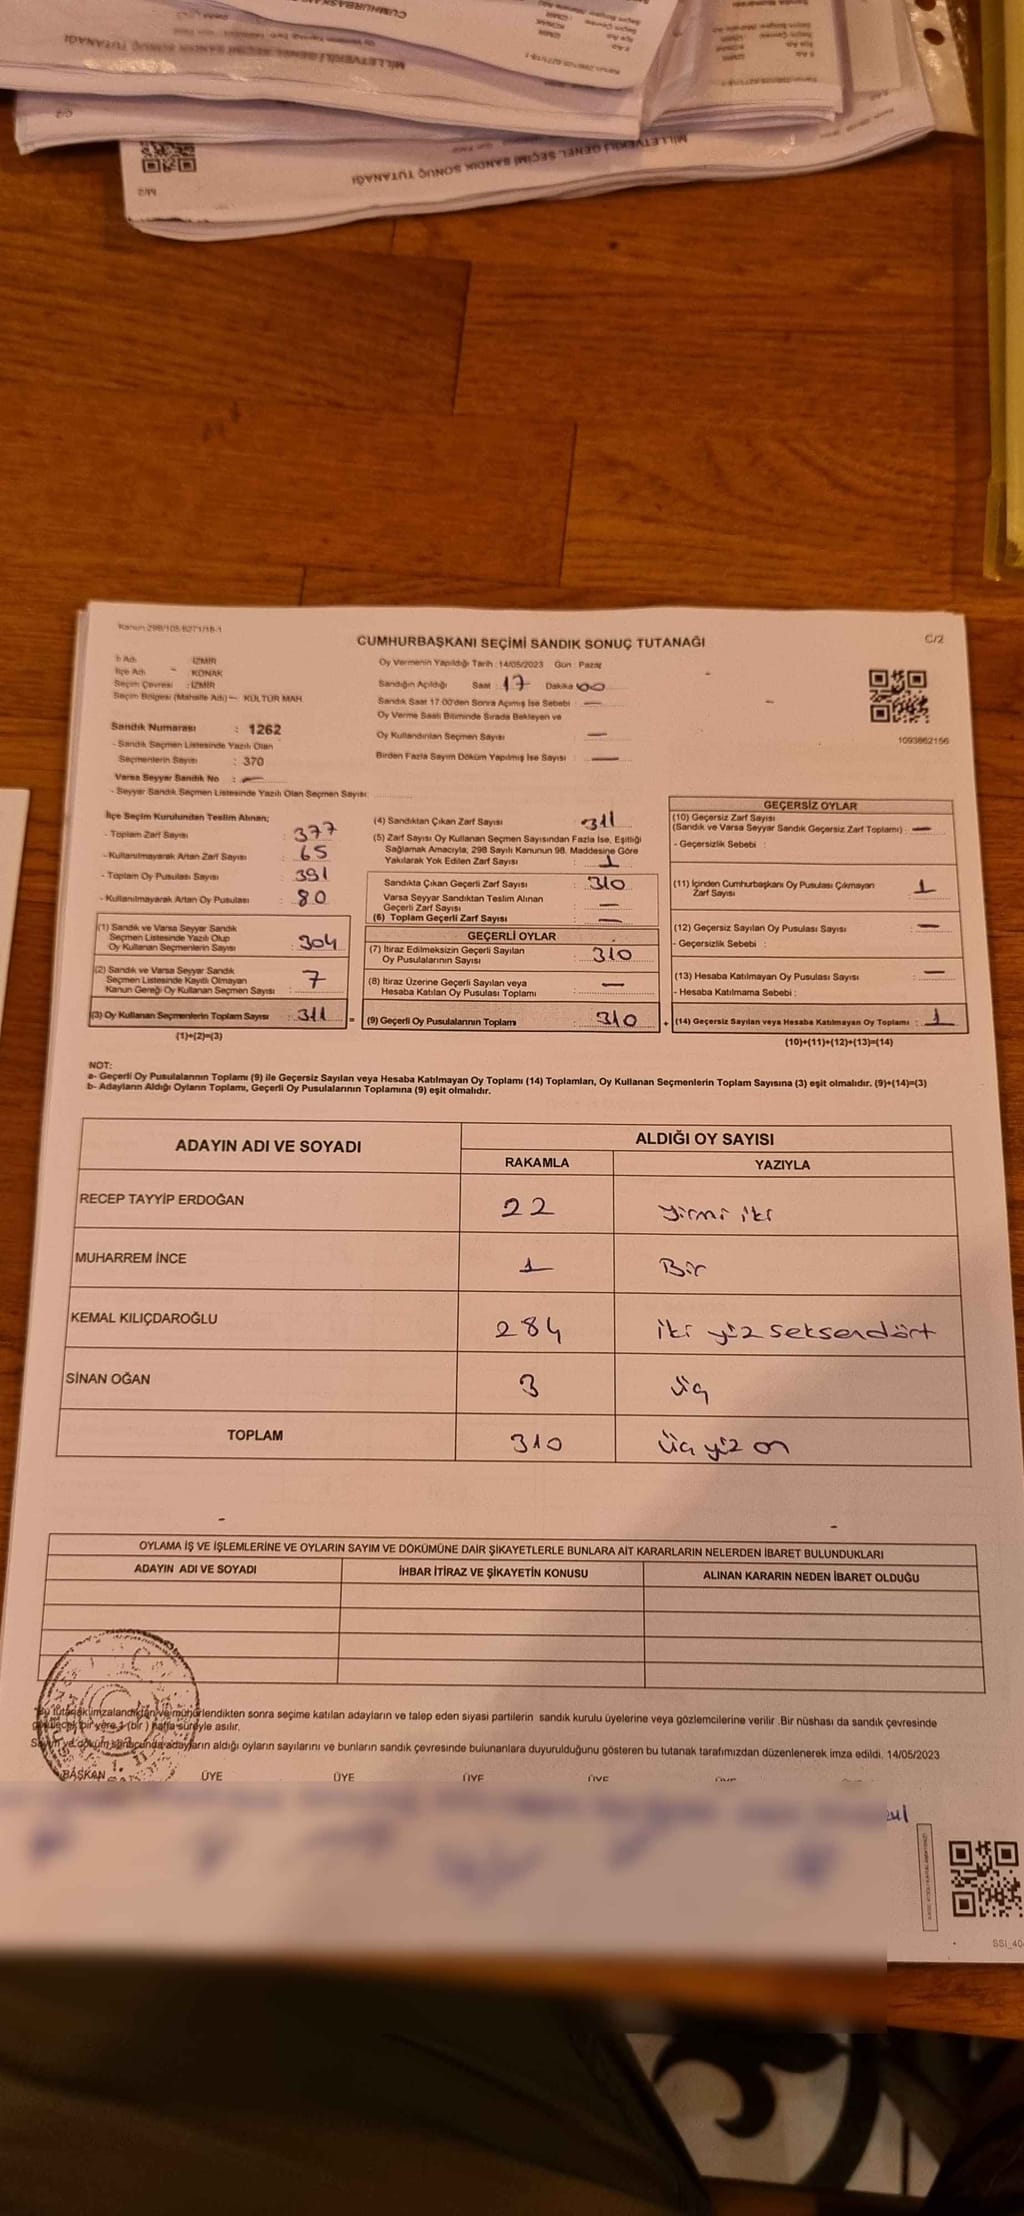 CUMHURBAŞKANI
MİLLETVEKİLİ GENEL SEÇİMİ SANDIK SONUÇ TUTANAĞI
MİLLETVEKİLİ GENEL SEÇİMİ SANDIK SONUÇ TUTANAĞI
Kanun:298/105:6271/18-1
CUMHURBAŞKANI SEÇİMİ SANDIK SONUÇ TUTANAĞI
C/2
İl Adı : İZMİR
İlçe Adı KONAK
Seçim Çevresi : İZMİR
Seçim Bölgesi (Mahalle Adı) KÜLTÜR MAH.
Sandık Numarası : 1262
- Sandık Seçmen Listesinde Yazılı Olan
Seçmenlerin Sayısı : 370
Varsa Seyyar Sandık No : —
- Seyyar Sandık Seçmen Listesinde Yazılı Olan Seçmen Sayısı:
Oy Vermenin Yapıldığı Tarih : 14/05/2023 Gün : Pazar
Sandığın Açıldığı Saat : 17 Dakika 00
Sandık Saat 17.00'den Sonra Açılmış İse Sebebi : —
Oy Verme Saati Bitiminde Sırada Bekleyen ve
Oy Kullandırılan Seçmen Sayısı —
Birden Fazla Sayım Döküm Yapılmış İse Sayısı : —
1093862156
İlçe Seçim Kurulundan Teslim Alınan;
- Toplam Zarf Sayısı : 377
- Kullanılmayarak Artan Zarf Sayısı : 65
- Toplam Oy Pusulası Sayısı : 391
- Kullanılmayarak Artan Oy Pusulası : 80
(1) Sandık ve Varsa Seyyar Sandık
Seçmen Listesinde Yazılı Olup
Oy Kullanan Seçmenlerin Sayısı : 304
(2) Sandık ve Varsa Seyyar Sandık
Seçmen Listesinde Kayıtlı Olmayan
Kanun Gereği Oy Kullanan Seçmen Sayısı : 7
(3) Oy Kullanan Seçmenlerin Toplam Sayısı : 311 =
(1)+(2)=(3)
(4) Sandıktan Çıkan Zarf Sayısı 311
(5) Zarf Sayısı Oy Kullanan Seçmen Sayısından Fazla İse, Eşitliği
Sağlamak Amacıyla, 298 Sayılı Kanunun 98. Maddesine Göre
Yakılarak Yok Edilen Zarf Sayısı : 1
Sandıkta Çıkan Geçerli Zarf Sayısı : 310
Varsa Seyyar Sandıktan Teslim Alınan
Geçerli Zarf Sayısı : —
(6) Toplam Geçerli Zarf Sayısı : —
GEÇERLİ OYLAR
(7) İtiraz Edilmeksizin Geçerli Sayılan
Oy Pusulalarının Sayısı : 310
(8) İtiraz Üzerine Geçerli Sayılan veya
Hesaba Katılan Oy Pusulası Toplamı : —
(9) Geçerli Oy Pusulalarının Toplamı : 310 +
GEÇERSİZ OYLAR
(10) Geçersiz Zarf Sayısı
(Sandık ve Varsa Seyyar Sandık Geçersiz Zarf Toplamı) : —
- Geçersizlik Sebebi :
(11) İçinden Cumhurbaşkanı Oy Pusulası Çıkmayan
Zarf Sayısı : 1
(12) Geçersiz Sayılan Oy Pusulası Sayısı : —
- Geçersizlik Sebebi :
(13) Hesaba Katılmayan Oy Pusulası Sayısı : —
- Hesaba Katılmama Sebebi :
(14) Geçersiz Sayılan veya Hesaba Katılmayan Oy Toplamı : 1
(10)+(11)+(12)+(13)=(14)
NOT:
a- Geçerli Oy Pusulalarının Toplamı (9) ile Geçersiz Sayılan veya Hesaba Katılmayan Oy Toplamı (14) Toplamları, Oy Kullanan Seçmenlerin Toplam Sayısına (3) eşit olmalıdır. (9)+(14)=(3)
b- Adayların Aldığı Oyların Toplamı, Geçerli Oy Pusulalarının Toplamına (9) eşit olmalıdır.
ADAYIN ADI VE SOYADI ALDIĞI OY SAYISI
RAKAMLA YAZIYLA
RECEP TAYYİP ERDOĞAN 22 yirmi iki
MUHARREM İNCE 1 Bir
KEMAL KILIÇDAROĞLU 284 iki yüz seksendört
SİNAN OĞAN 3 üç
TOPLAM 310 üç yüz on
OYLAMA İŞ VE İŞLEMLERİNE VE OYLARIN SAYIM VE DÖKÜMÜNE DAİR ŞİKAYETLERLE BUNLARA AİT KARARLARIN NELERDEN İBARET BULUNDUKLARI
ADAYIN ADI VE SOYADI İHBAR İTİRAZ VE ŞİKAYETİN KONUSU ALINAN KARARIN NEDEN İBARET OLDUĞU
Bu tutanak imzalandıktan ve mühürlendikten sonra seçime katılan adayların ve talep eden siyasi partilerin sandık kurulu üyelerine veya gözlemcilerine verilir .Bir nüshası da sandık çevresinde
görülecek bir yere 1 (bir ) hafta süreyle asılır.
Sayım ve döküm sonucunda adayların aldığı oyların sayılarını ve bunların sandık çevresinde bulunanlara duyurulduğunu gösteren bu tutanak tarafımızdan düzenlenerek imza edildi. 14/05/2023
BAŞKAN ÜYE ÜYE ÜYE ÜYE ÜYE
SSI_40